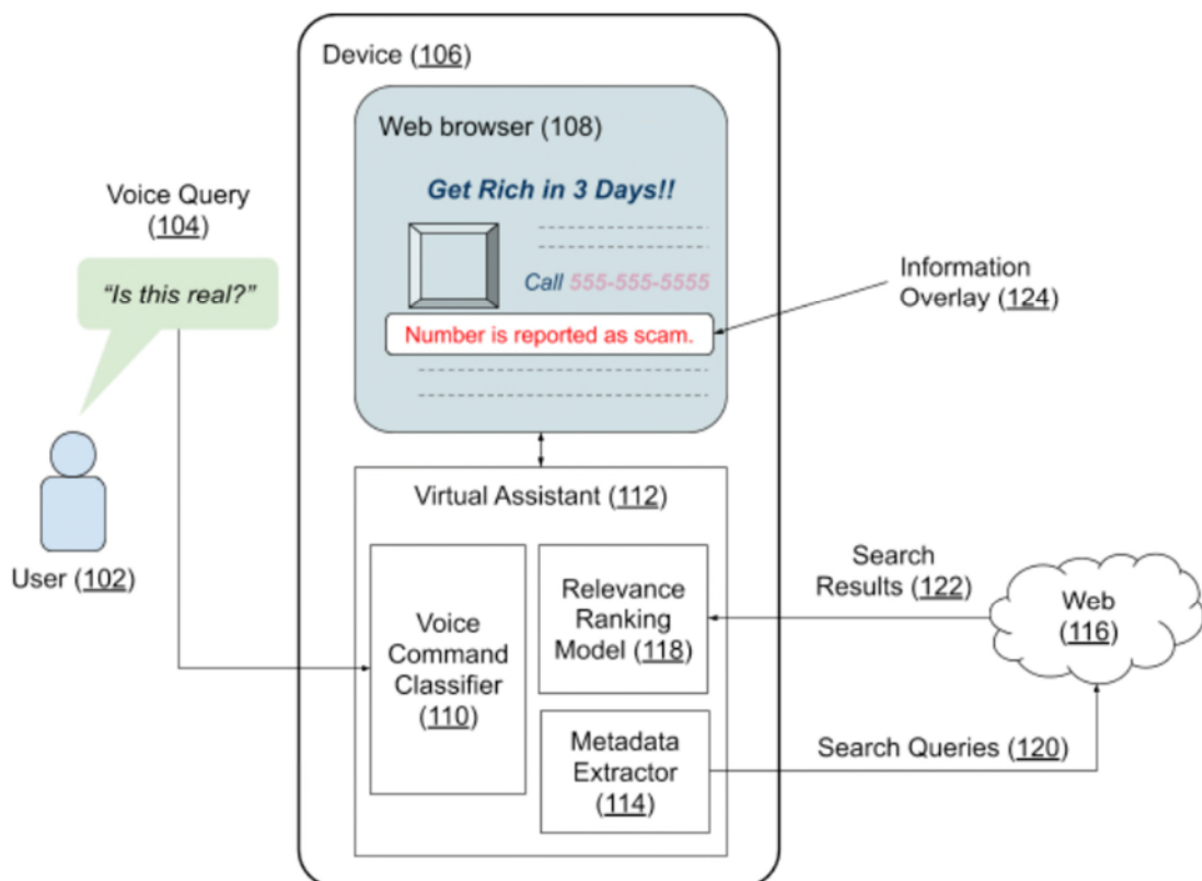 Device (106)
Web browser (108)
Get Rich in 3 Days!!
Call 555-555-5555
Number is reported as scam.
Voice Query
(104)
“Is this real?”
User (102)
Information
Overlay (124)
Virtual Assistant (112)
Voice
Command
Classifier
(110)
Relevance
Ranking
Model (118)
Metadata
Extractor
(114)
Search
Results (122)
Web
(116)
Search Queries (120)